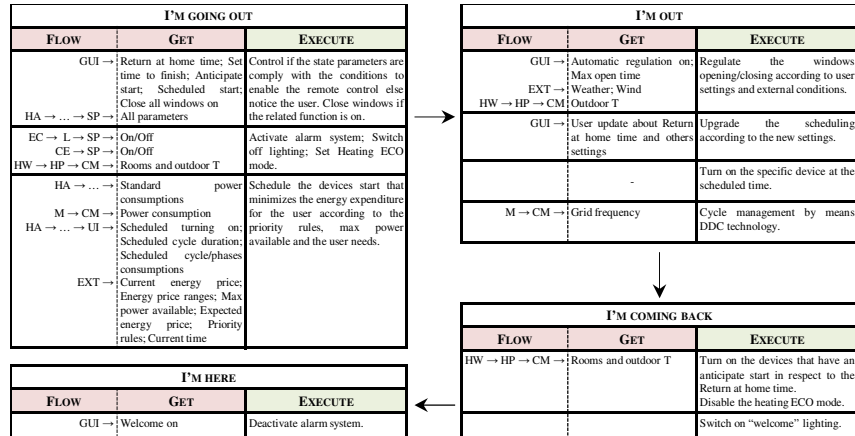 I'M GOING OUT
FLOW GET EXECUTE
GUI → Return at home time; Set
time to finish; Anticipate
start; Scheduled start;
Close all windows on
HA → … → SP → All parameters
Control if the state parameters are
comply with the conditions to
enable the remote control else
notice the user. Close windows if
the related function is on.
EC → L → SP → On/Off
CE → SP → On/Off
HW → HP → CM → Rooms and outdoor T
Activate alarm system; Switch
off lighting; Set Heating ECO
mode.
HA → … → Standard power
consumptions
M → CM → Power consumption
HA → … → UI → Scheduled turning on;
Scheduled cycle duration;
Scheduled cycle/phases
consumptions
EXT → Current energy price;
Energy price ranges; Max
power available; Expected
energy price; Priority
rules; Current time
Schedule the devices start that
minimizes the energy expenditure
for the user according to the
priority rules, max power
available and the user needs.
I'M OUT
FLOW GET EXECUTE
GUI → Automatic regulation on;
Max open time
EXT → Weather; Wind
HW → HP → CM Outdoor T
Regulate the windows
opening/closing according to user
settings and external conditions.
GUI → User update about Return
at home time and others
settings
Upgrade the scheduling
according to the new settings.
-
Turn on the specific device at the
scheduled time.
M → CM → Grid frequency
Cycle management by means
DDC technology.
I'M COMING BACK
FLOW GET EXECUTE
HW → HP → CM → Rooms and outdoor T
Turn on the devices that have an
anticipate start in respect to the
Return at home time.
Disable the heating ECO mode.
Switch on "welcome" lighting.
I'M HERE
FLOW GET EXECUTE
GUI → Welcome on
Deactivate alarm system.